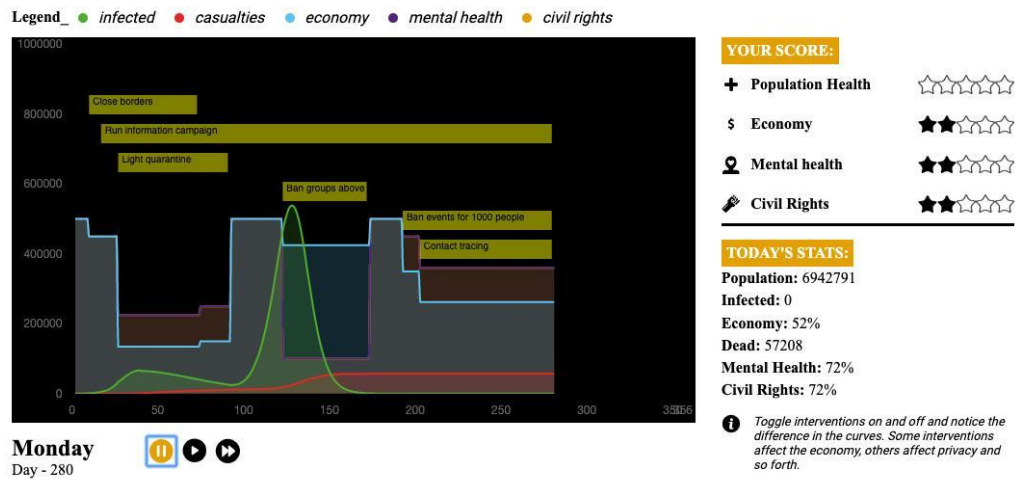 Legend_ infected casualties economy mental health civil rights
1000000
800000
600000
400000
200000
0
Close borders
Run information campaign
Light quarantine
Ban groups above
Ban events for 1000 people
Contact tracing
0 50 100 150 200 250 300 350 366
Monday
Day - 280
YOUR SCORE:
Population Health
$ Economy
Mental health
Civil Rights
TODAY'S STATS:
Population: 6942791
Infected: 0
Economy: 52%
Dead: 57208
Mental Health: 72%
Civil Rights: 72%
Toggle interventions on and off and notice the
difference in the curves. Some interventions
affect the economy, others affect privacy and
so forth.